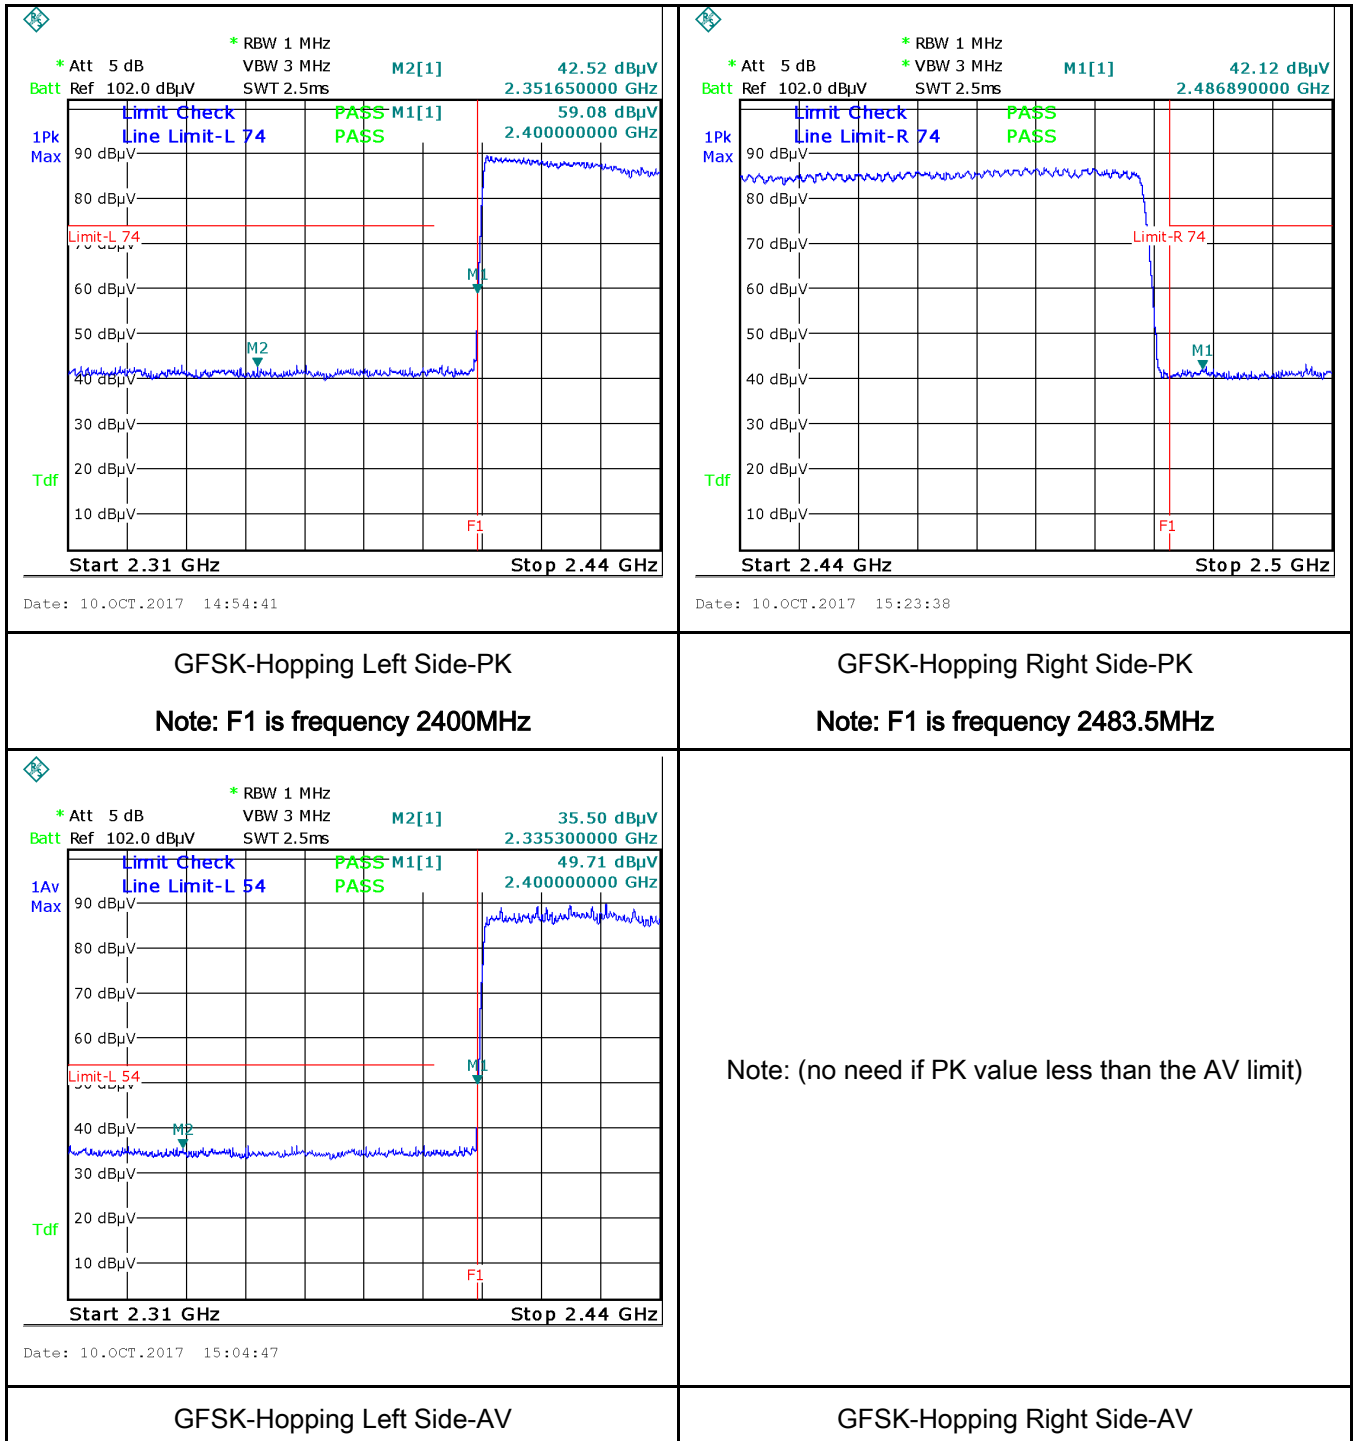 * RBW 1 MHz
* Att 5 dB VBW 3 MHz M2[1] 42.52 dBµV
Batt Ref 102.0 dBµV SWT 2.5ms 2.351650000 GHz
Limit Check PASS M1[1] 59.08 dBµV
1Pk Line Limit-L 74 PASS 2.400000000 GHz
Max 90 dBµV
80 dBµV
Limit-L 74
70 dBµV
M1
60 dBµV
50 dBµV
M2
40 dBµV
30 dBµV
20 dBµV
Tdf
10 dBµV
F1
Start 2.31 GHz Stop 2.44 GHz
Date: 10.OCT.2017 14:54:41
* RBW 1 MHz
* Att 5 dB * VBW 3 MHz M1[1] 42.12 dBµV
Batt Ref 102.0 dBµV SWT 2.5ms 2.486890000 GHz
Limit Check PASS
1Pk Line Limit-R 74 PASS
Max 90 dBµV
80 dBµV
Limit-R 74
70 dBµV
60 dBµV
50 dBµV
M1
40 dBµV
30 dBµV
20 dBµV
Tdf
10 dBµV
F1
Start 2.44 GHz Stop 2.5 GHz
Date: 10.OCT.2017 15:23:38
GFSK-Hopping Left Side-PK
Note: F1 is frequency 2400MHz
GFSK-Hopping Right Side-PK
Note: F1 is frequency 2483.5MHz
* RBW 1 MHz
* Att 5 dB VBW 3 MHz M2[1] 35.50 dBµV
Batt Ref 102.0 dBµV SWT 2.5ms 2.335300000 GHz
Limit Check PASS M1[1] 49.71 dBµV
1Av Line Limit-L 54 PASS 2.400000000 GHz
Max 90 dBµV
80 dBµV
70 dBµV
60 dBµV
M1
Limit-L 54
50 dBµV
40 dBµV M2
30 dBµV
20 dBµV
Tdf
10 dBµV
F1
Start 2.31 GHz Stop 2.44 GHz
Date: 10.OCT.2017 15:04:47
Note: (no need if PK value less than the AV limit)
GFSK-Hopping Left Side-AV
GFSK-Hopping Right Side-AV